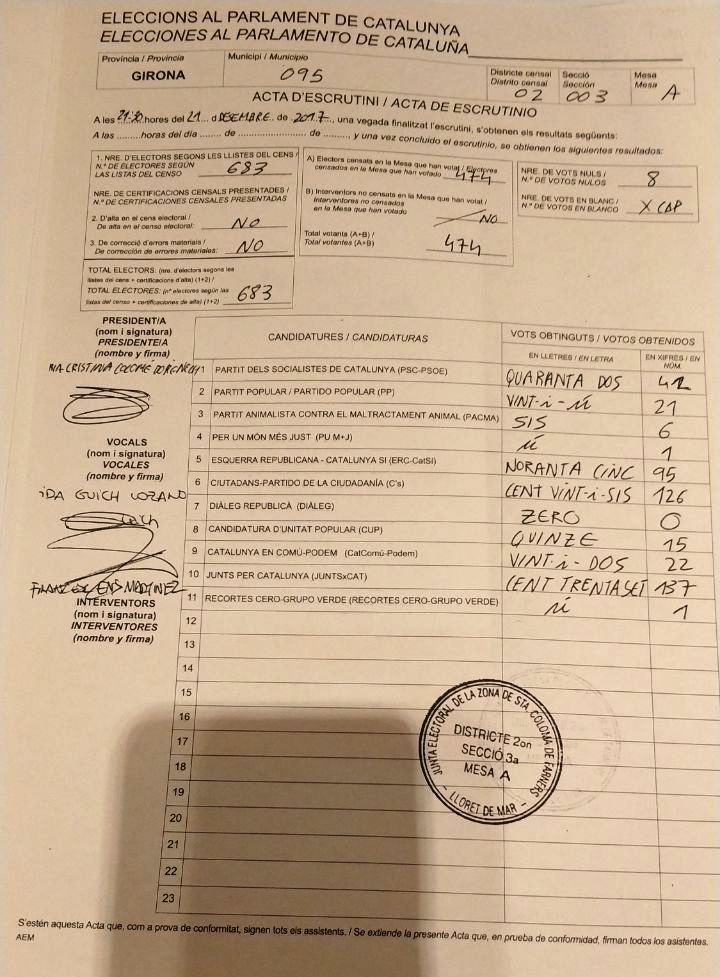 ELECCIONS AL PARLAMENT DE CATALUNYA
ELECCIONES AL PARLAMENTO DE CATALUÑA
Província / Provincia
GIRONA
Municipi / Municipio
095
Districte censal
Distrito censal
02
Secció
Sección
003
Mesa
Mesa
A
ACTA D'ESCRUTINI / ACTA DE ESCRUTINIO
A les 21:30 hores del 21 d DESEMBRE de 2017, una vegada finalitzat l'escrutini, s'obtenen els resultats següents:
A las .........horas del día ...... de ........................ de ........, y una vez concluido el escrutinio, se obtienen los siguientes resultados:
1. NRE. D'ELECTORS SEGONS LES LLISTES DEL CENS /
N.º DE ELECTORES SEGÚN
LAS LISTAS DEL CENSO
683
NRE. DE CERTIFICACIONS CENSALS PRESENTADES /
N.º DE CERTIFICACIONES CENSALES PRESENTADAS
2. D'alta en el cens electoral /
De alta en el censo electoral:
NO
3. De correcció d'errors materials /
De corrección de errores materiales:
NO
TOTAL ELECTORS: (nre. d'electors segons les
llistes del cens + certificacions d'alta) (1+2) /
TOTAL ELECTORES: (nº electores según las
listas del censo + certificaciones de alta) (1+2)
683
A) Electors censats en la Mesa que han votat / Electores
censados en la Mesa que han votado
474
B) Interventors no censats en la Mesa que han votat /
Interventores no censados
en la Mesa que han votado
NO
Total votants (A+B) /
Total votantes (A+B)
474
NRE. DE VOTS NULS /
N.º DE VOTOS NULOS
8
NRE. DE VOTS EN BLANC /
N.º DE VOTOS EN BLANCO
X CAP
PRESIDENT/A
(nom i signatura)
PRESIDENTE/A
(nombre y firma)
VOCALS
(nom i signatura)
VOCALES
(nombre y firma)
IDA GUICH LOZANO
INTERVENTORS
(nom i signatura)
INTERVENTORES
(nombre y firma)
CANDIDATURES / CANDIDATURAS
VOTS OBTINGUTS / VOTOS OBTENIDOS
EN LLETRES / EN LETRA
EN XIFRES / EN NÚM.
1 PARTIT DELS SOCIALISTES DE CATALUNYA (PSC-PSOE) QUARANTA DOS 42
2 PARTIT POPULAR / PARTIDO POPULAR (PP) VINT-i-ú 21
3 PARTIT ANIMALISTA CONTRA EL MALTRACTAMENT ANIMAL (PACMA) SIS 6
4 PER UN MÓN MÉS JUST (PU M+J) ú 1
5 ESQUERRA REPUBLICANA - CATALUNYA SI (ERC-CatSI) NORANTA CINC 95
6 CIUTADANS-PARTIDO DE LA CIUDADANÍA (C's) CENT VINT-i-SIS 126
7 DIÀLEG REPUBLICÀ (DIÀLEG) ZERO 0
8 CANDIDATURA D'UNITAT POPULAR (CUP) QUINZE 15
9 CATALUNYA EN COMÚ-PODEM (CatComú-Podem) VINT-i-DOS 22
10 JUNTS PER CATALUNYA (JUNTSxCAT) CENT TRENTASET 137
11 RECORTES CERO-GRUPO VERDE (RECORTES CERO-GRUPO VERDE) ú 1
12
13
14
15
16
17
18
19
20
21
22
23
JUNTA ELECTORAL DE LA ZONA DE STA. COLOMA DE FARNERS
DISTRICTE 2on
SECCIÓ 3a
MESA A
- LLORET DE MAR -
S'estén aquesta Acta que, com a prova de conformitat, signen tots els assistents. / Se extiende la presente Acta que, en prueba de conformidad, firman todos los asistentes.
AEM